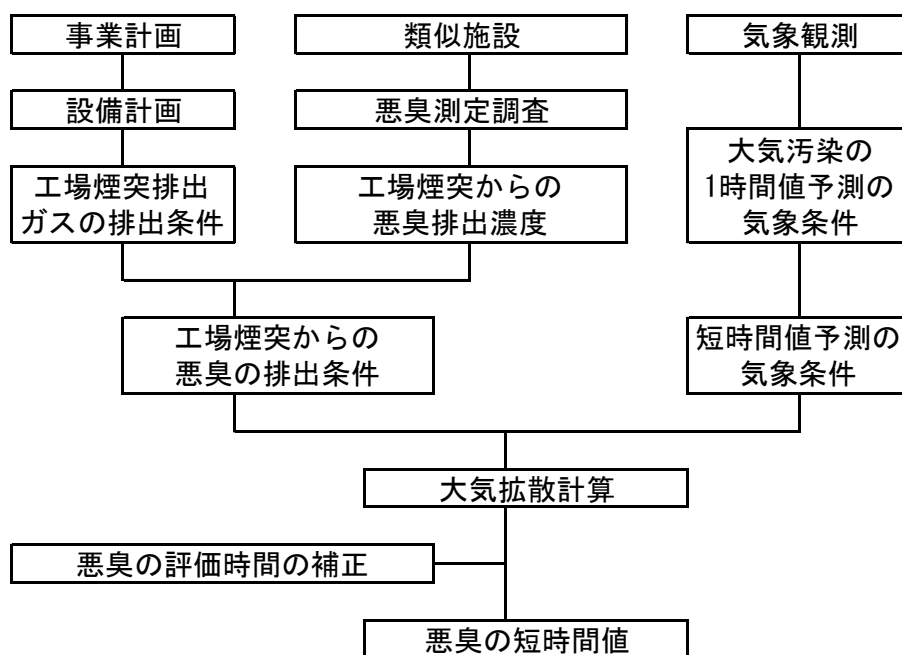 事業計画
類似施設
気象観測
設備計画
悪臭測定調査
大気汚染の
1時間値予測の
気象条件
工場煙突排出
ガスの排出条件
工場煙突からの
悪臭排出濃度
工場煙突からの
悪臭の排出条件
短時間値予測の
気象条件
大気拡散計算
悪臭の評価時間の補正
悪臭の短時間値